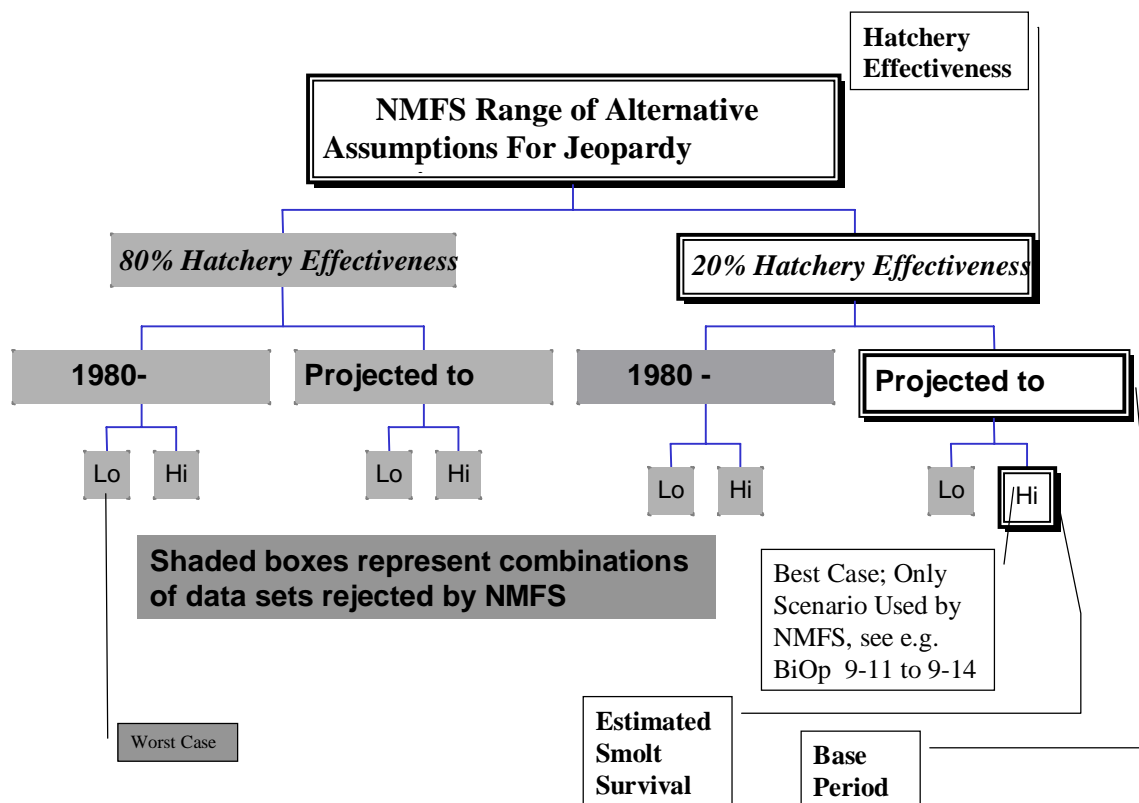 Hatchery
Effectiveness
NMFS Range of Alternative
Assumptions For Jeopardy
80% Hatchery Effectiveness
20% Hatchery Effectiveness
1980-
Projected to
1980 -
Projected to
Lo
Hi
Lo
Hi
Lo
Hi
Lo
Hi
Shaded boxes represent combinations
of data sets rejected by NMFS
Best Case; Only
Scenario Used by
NMFS, see e.g.
BiOp 9-11 to 9-14
Worst Case
Estimated
Smolt
Survival
Base
Period